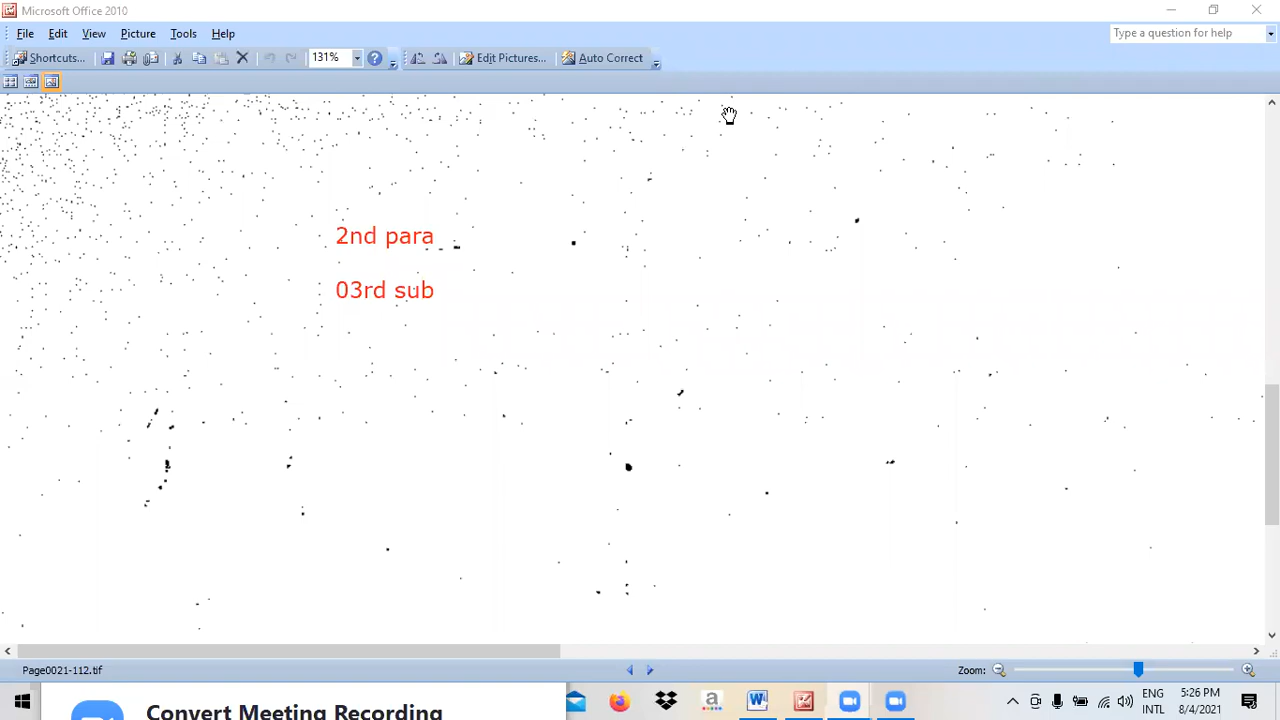 Microsoft Office 2010
File Edit View Picture Tools Help
Type a question for help
Shortcuts... 131% Edit Pictures... Auto Correct
2nd para
03rd sub
Page0021-112.tif
Zoom:
Convert Meeting Recording
ENG
INTL
5:26 PM
8/4/2021